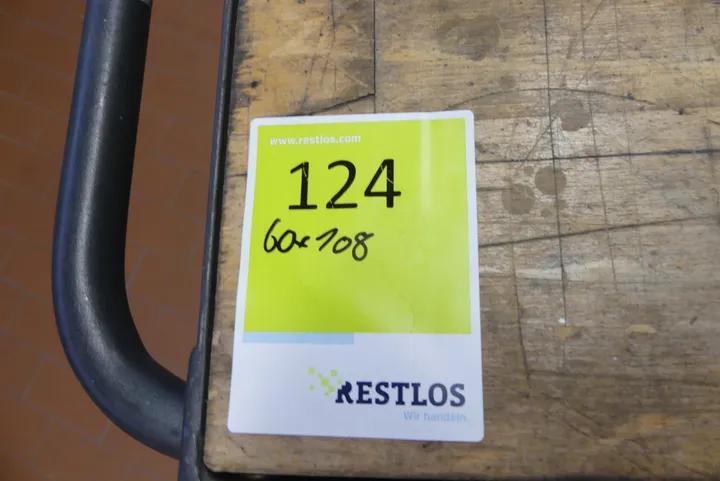 www.restlos.com
124
60x108
RESTLOS
Wir handeln.